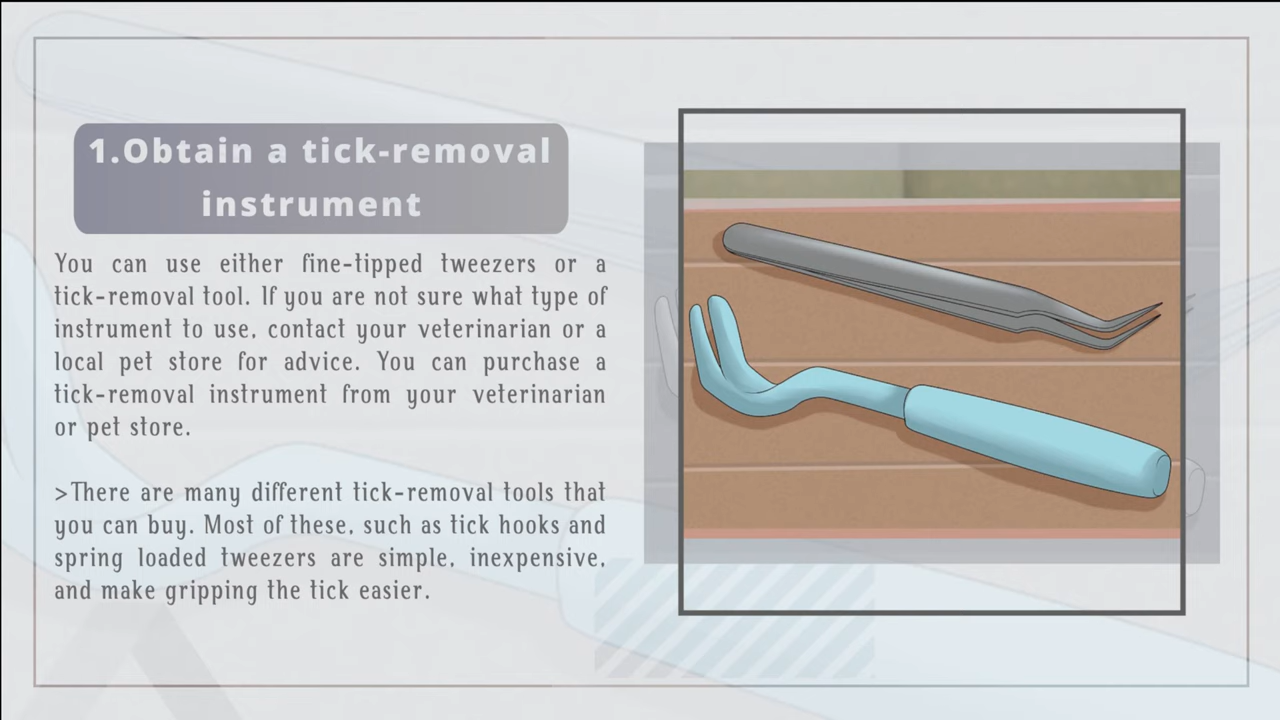 1.Obtain a tick-removal
instrument
You can use either fine-tipped tweezers or a
tick-removal tool. If you are not sure what type of
instrument to use, contact your veterinarian or a
local pet store for advice. You can purchase a
tick-removal instrument from your veterinarian
or pet store.
>There are many different tick-removal tools that
you can buy. Most of these, such as tick hooks and
spring loaded tweezers are simple, inexpensive,
and make gripping the tick easier.